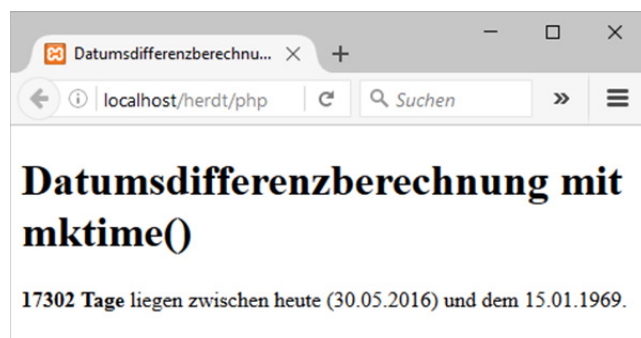 Datumsdifferenzberechnu...
localhost/herdt/php
Suchen
Datumsdifferenzberechnung mit
mktime()
17302 Tage liegen zwischen heute (30.05.2016) und dem 15.01.1969.